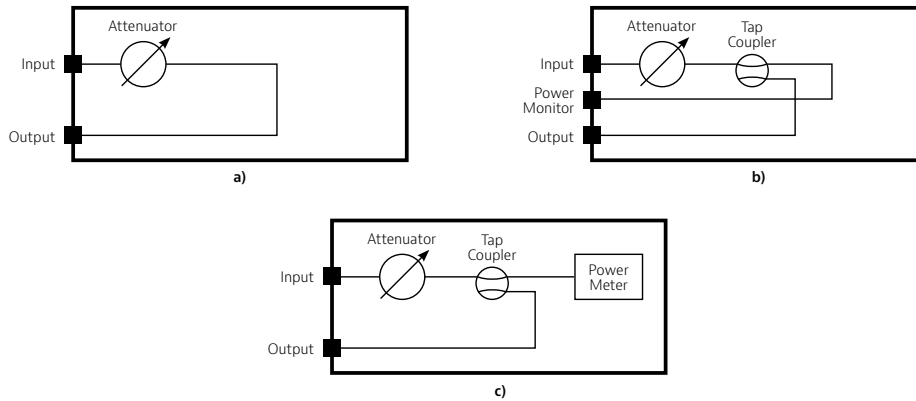 Attenuator
Input
Output
a)
Attenuator
Tap
Coupler
Input
Power
Monitor
Output
b)
Attenuator
Tap
Coupler
Input
Power
Meter
Output
c)